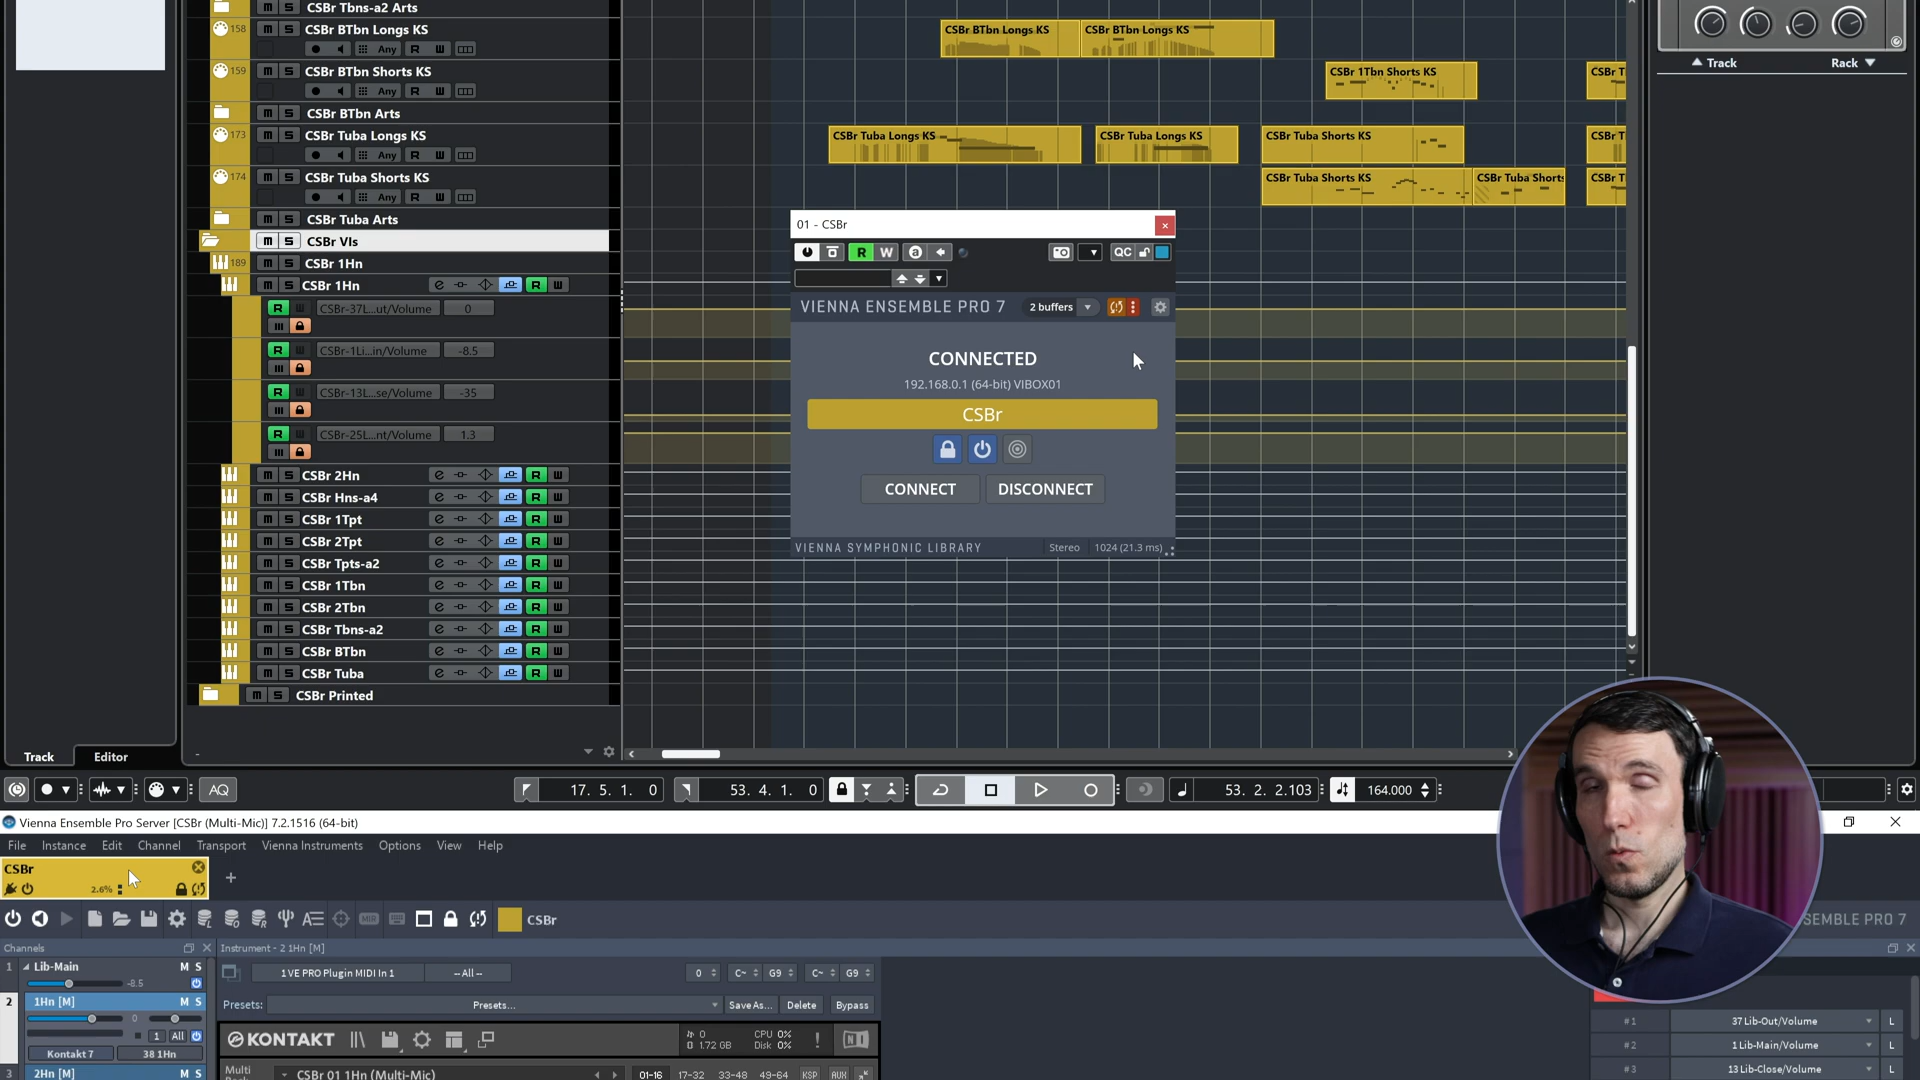 CSBr Tbns-a2 Arts
158 CSBr BTbn Longs KS
Any R W
159 CSBr BTbn Shorts KS
Any R W
CSBr BTbn Arts
173 CSBr Tuba Longs KS
Any R W
174 CSBr Tuba Shorts KS
Any R W
CSBr Tuba Arts
M S CSBr VIs
189 CSBr 1Hn
CSBr 1Hn
CSBr-37L...ut/Volume 0
CSBr-1Li...in/Volume -8.5
CSBr-13L...se/Volume -35
CSBr-25L...nt/Volume 1.3
CSBr 2Hn
CSBr Hns-a4
CSBr 1Tpt
CSBr 2Tpt
CSBr Tpts-a2
CSBr 1Tbn
CSBr 2Tbn
CSBr Tbns-a2
CSBr BTbn
CSBr Tuba
CSBr Printed
CSBr BTbn Longs KS CSBr BTbn Longs KS
CSBr 1Tbn Shorts KS CSBr T
CSBr Tuba Longs KS CSBr Tuba Longs KS CSBr Tuba Shorts KS CSBr T
CSBr Tuba Shorts KS CSBr Tuba Shorts CSBr T
Track Rack
01 - CSBr
R W a QC
VIENNA ENSEMBLE PRO 7 2 buffers
CONNECTED
192.168.0.1 (64-bit) VIBOX01
CSBr
CONNECT DISCONNECT
VIENNA SYMPHONIC LIBRARY Stereo 1024 (21.3 ms)
Track Editor
AQ 17. 5. 1. 0 53. 4. 1. 0 53. 2. 2.103 164.000
Vienna Ensemble Pro Server [CSBr (Multi-Mic)] 7.2.1516 (64-bit)
File Instance Edit Channel Transport Vienna Instruments Options View Help
CSBr
2.6%
MIR CSBr SEMBLE PRO 7
Channels Instrument - 2 1Hn [M]
1 Lib-Main M S
-8.5
2 1Hn [M] M S
0
1 All
Kontakt 7 38 1Hn
3 2Hn [M] M S
1 VE PRO Plugin MIDI In 1 -- All -- 0 C~ G9 C~ G9
Presets: Presets... Save As... Delete Bypass
KONTAKT 0 1.72 GB CPU 0% Disk 0% !
Multi Rack CSBr 01 1Hn (Multi-Mic) 01-16 17-32 33-48 49-64 KSP AUX
#1 37 Lib-Out/Volume L
#2 1 Lib-Main/Volume L
#3 13 Lib-Close/Volume L